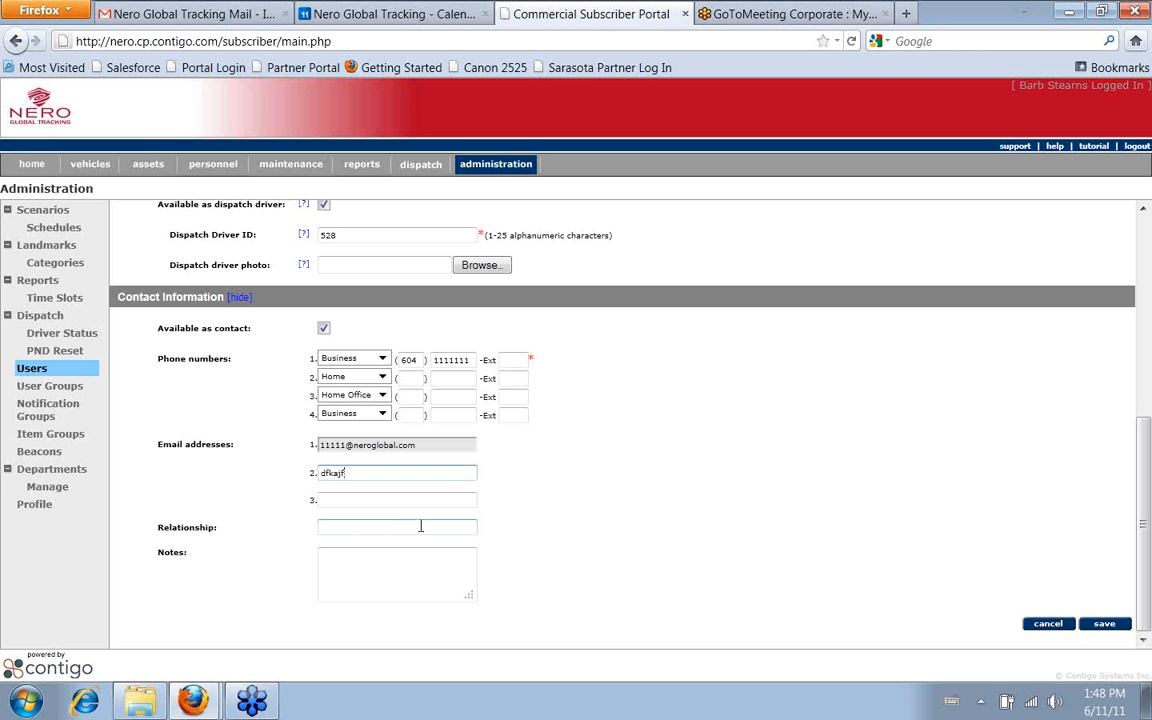 Firefox
Nero Global Tracking Mail - I...
Nero Global Tracking - Calen...
Commercial Subscriber Portal
GoToMeeting Corporate : My...
http://nero.cp.contigo.com/subscriber/main.php
Google
Most Visited
Salesforce
Portal Login
Partner Portal
Getting Started
Canon 2525
Sarasota Partner Log In
Bookmarks
[ Barb Stearns Logged In ]
NERO
GLOBAL TRACKING
support | help | tutorial | logout
home
vehicles
assets
personnel
maintenance
reports
dispatch
administration
Administration
Scenarios
Schedules
Landmarks
Categories
Reports
Time Slots
Dispatch
Driver Status
PND Reset
Users
User Groups
Notification
Groups
Item Groups
Beacons
Departments
Manage
Profile
Available as dispatch driver: [?]
Dispatch Driver ID: [?] 528 * (1-25 alphanumeric characters)
Dispatch driver photo: [?] Browse...
Contact Information [hide]
Available as contact:
Phone numbers: 1. Business ( 604 ) 1111111 -Ext *
2. Home ( ) -Ext
3. Home Office ( ) -Ext
4. Business ( ) -Ext
Email addresses: 1. 11111@neroglobal.com
2. dfkajf
3.
Relationship:
Notes:
cancel
save
powered by
contigo
© Contigo Systems Inc.
1:48 PM
6/11/11